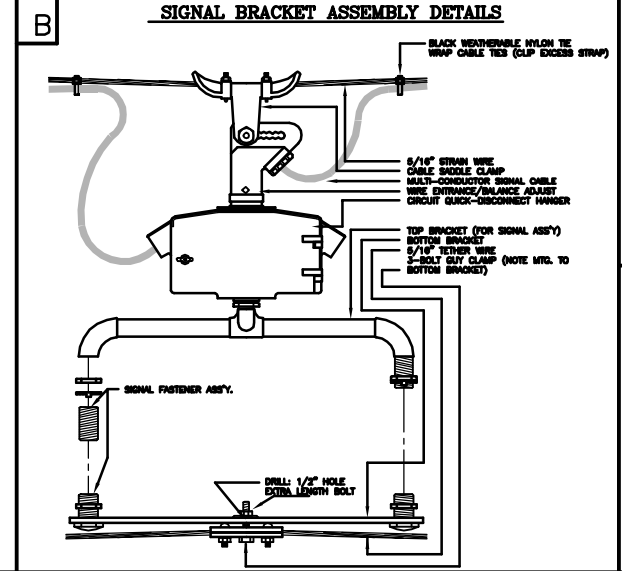 B
SIGNAL BRACKET ASSEMBLY DETAILS
BLACK WEATHERABLE NYLON TIE
WRAP CABLE TIES (CLIP EXCESS STRAP)
5/16" STRAIN WIRE
CABLE SADDLE CLAMP
MULTI-CONDUCTOR SIGNAL CABLE
WIRE ENTRANCE/BALANCE ADJUST
CIRCUIT QUICK-DISCONNECT HANGER
TOP BRACKET (FOR SIGNAL ASS'Y)
BOTTOM BRACKET
5/16" TETHER WIRE
3-BOLT GUY CLAMP (NOTE MTG. TO
BOTTOM BRACKET)
SIGNAL FASTENER ASS'Y.
DRILL: 1/2" HOLE
EXTRA LENGTH BOLT